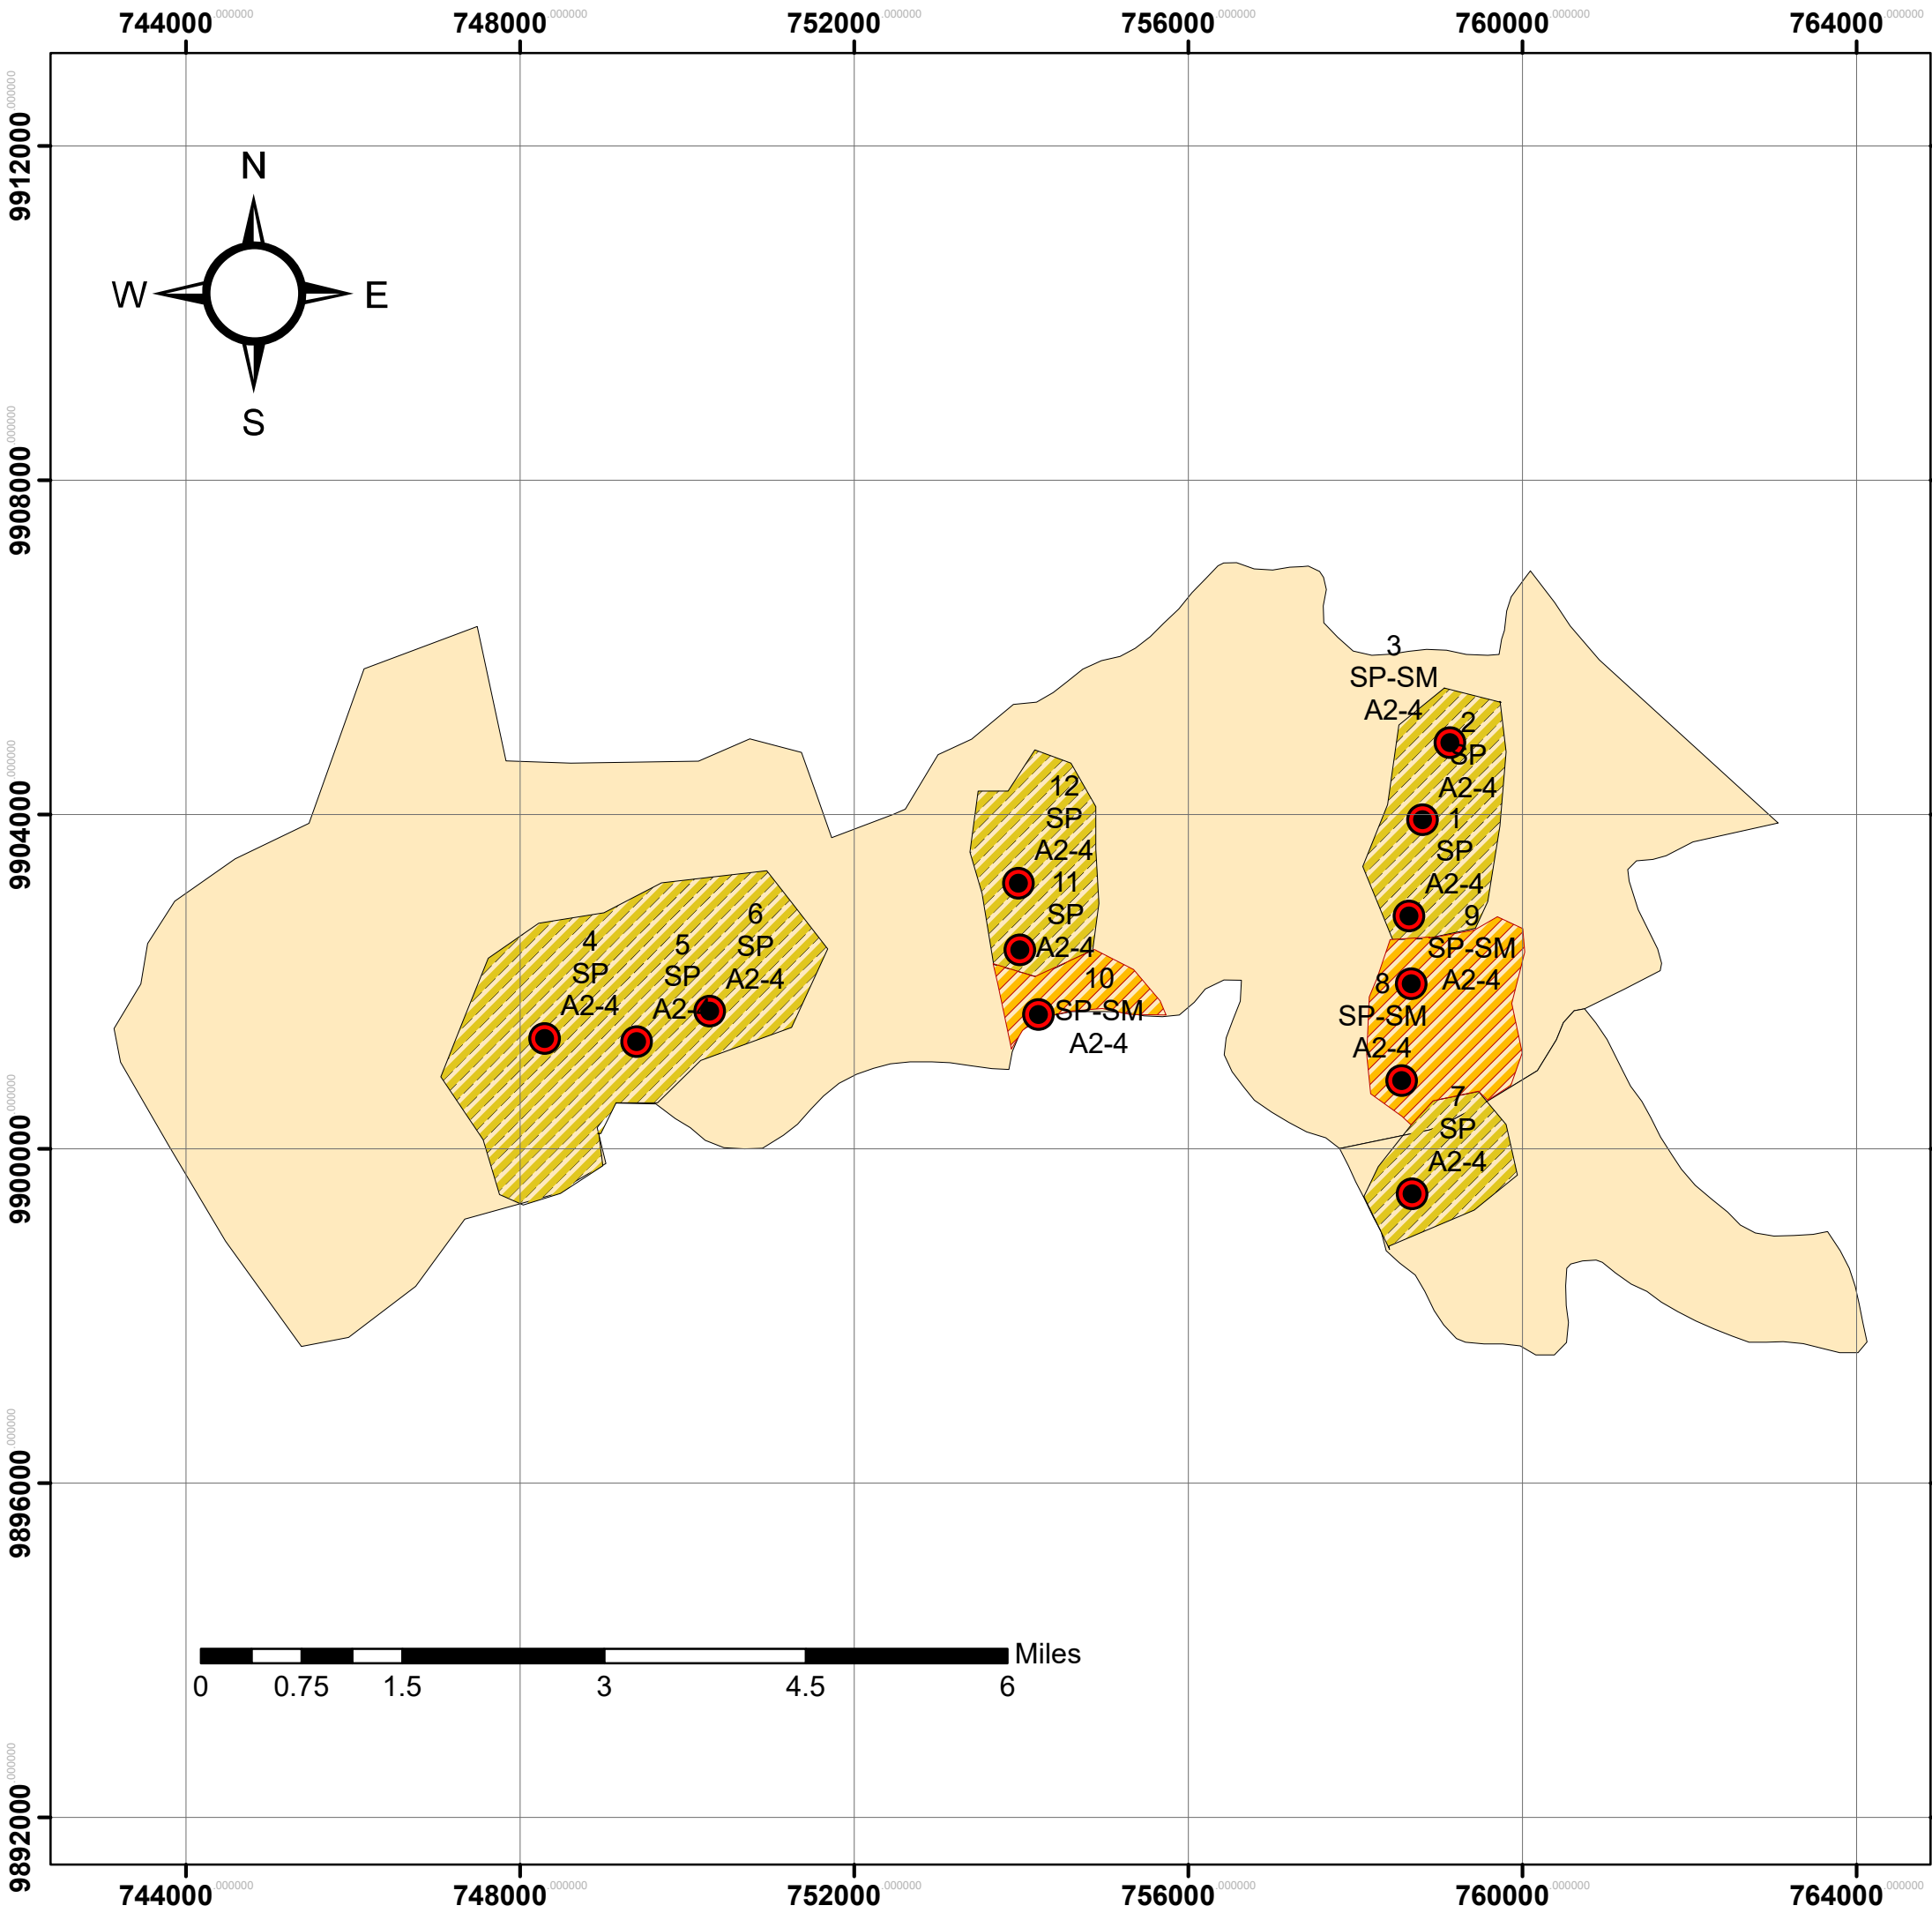 744000.000000 748000.000000 752000.000000 756000.000000 760000.000000 764000.000000
9912000.000000
9908000.000000
9904000.000000
9900000.000000
9896000.000000
9892000.000000
N
W E
S
3
SP-SM
A2-4
2
SP
A2-4
1
SP
A2-4
12
SP
A2-4
11
SP
A2-4
10
SP-SM
A2-4
9
SP-SM
A2-4
8
SP-SM
A2-4
7
SP
A2-4
4
SP
A2-4
5
SP
A2-4
6
SP
A2-4
Miles
0 0.75 1.5 3 4.5 6
744000.000000 748000.000000 752000.000000 756000.000000 760000.000000 764000.000000